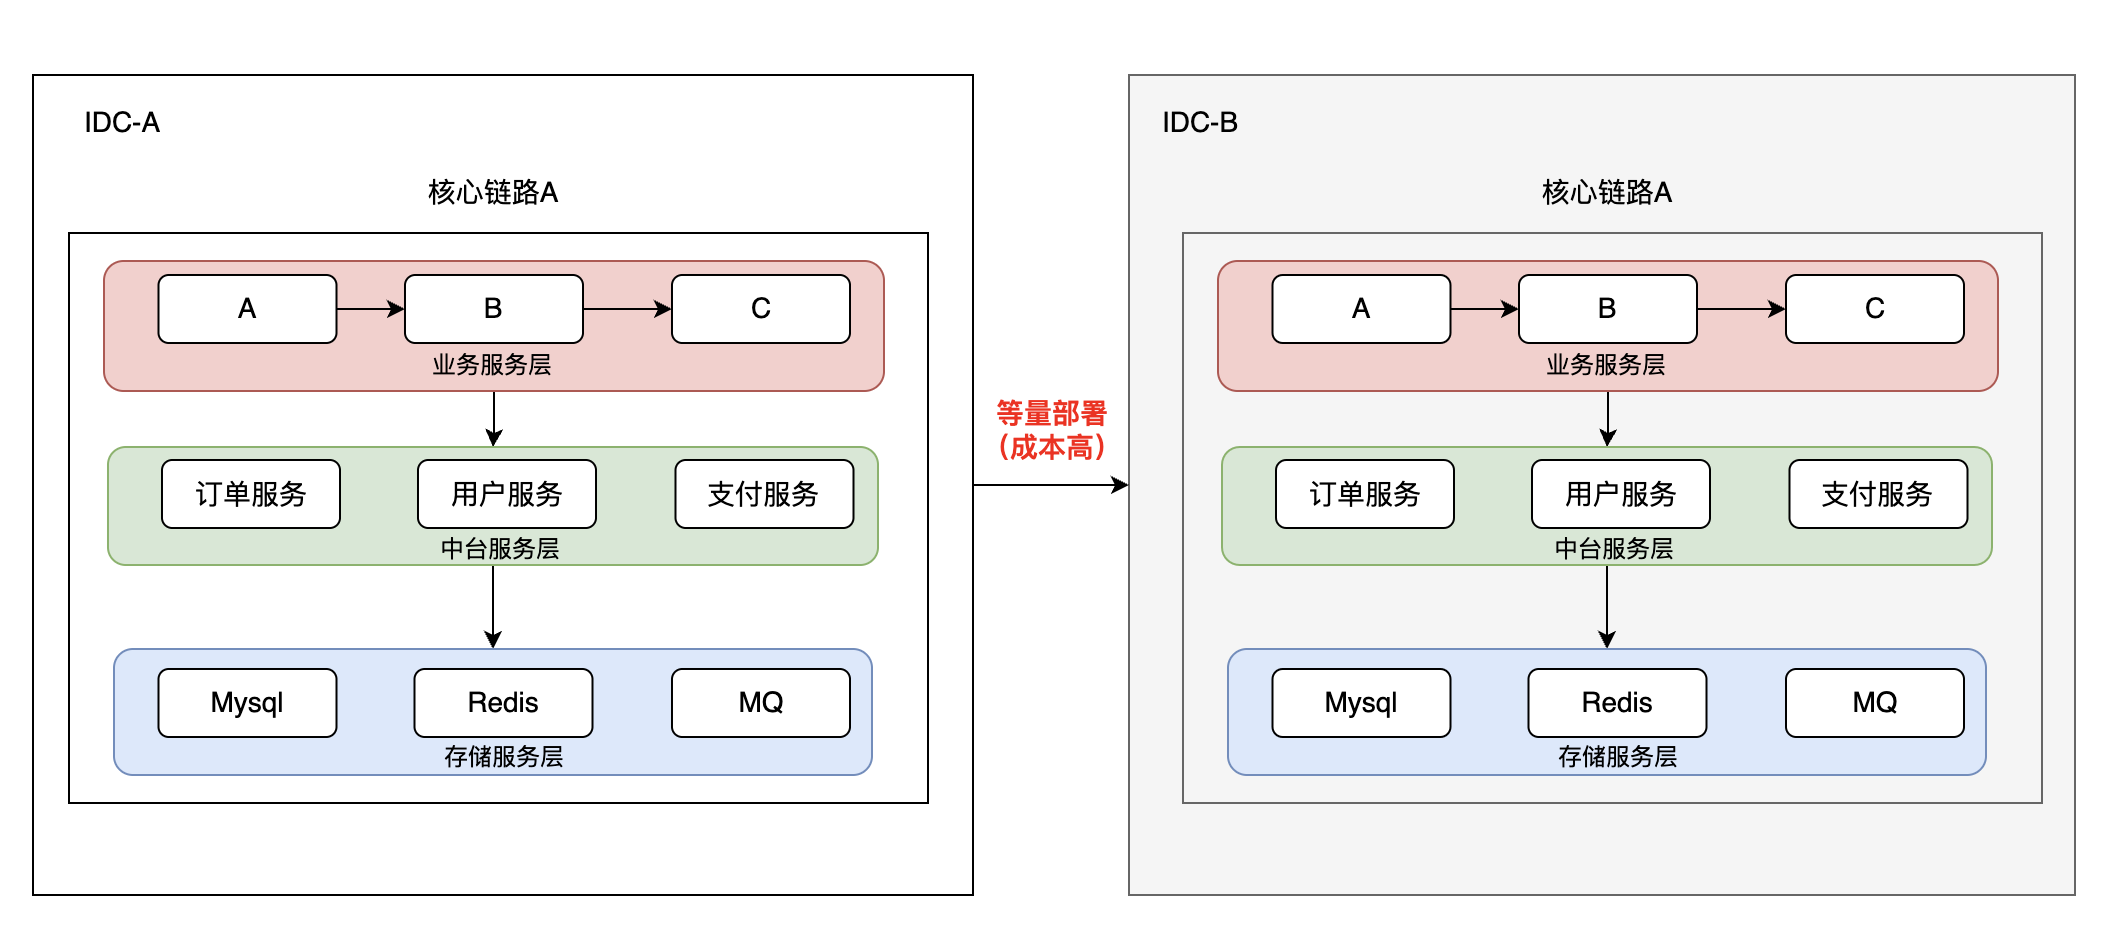 IDC-A
核心链路A
A
B
C
业务服务层
订单服务
用户服务
支付服务
中台服务层
Mysql
Redis
MQ
存储服务层
等量部署
(成本高)
IDC-B
核心链路A
A
B
C
业务服务层
订单服务
用户服务
支付服务
中台服务层
Mysql
Redis
MQ
存储服务层